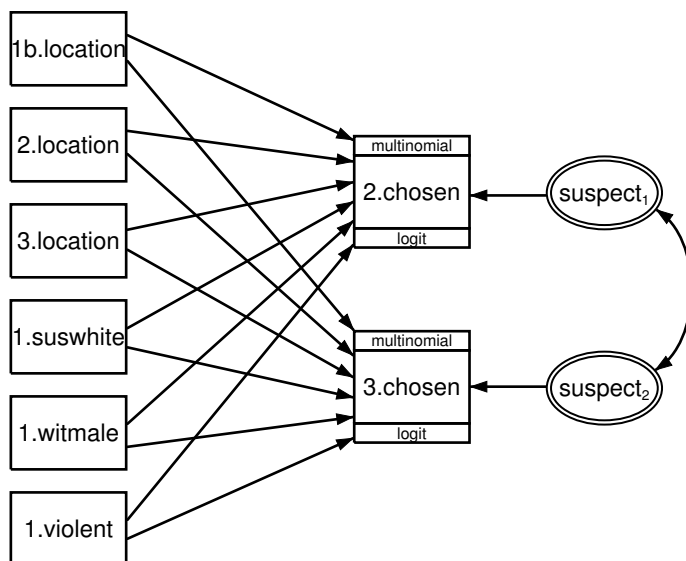 1b.location
2.location
3.location
1.suswhite
1.witmale
1.violent
multinomial
2.chosen
logit
multinomial
3.chosen
logit
suspect₁
suspect₂